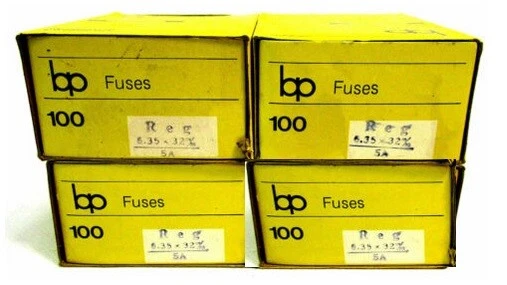 bp Fuses
100
Reg
6.35 × 32 m/m
5A
bp Fuses
100
Reg
6.35 × 32 m/m
5A
bp Fuses
100
Reg
6.35 × 32 m/m
5A
bp Fuses
100
Reg
6.35 × 32 m/m
5A